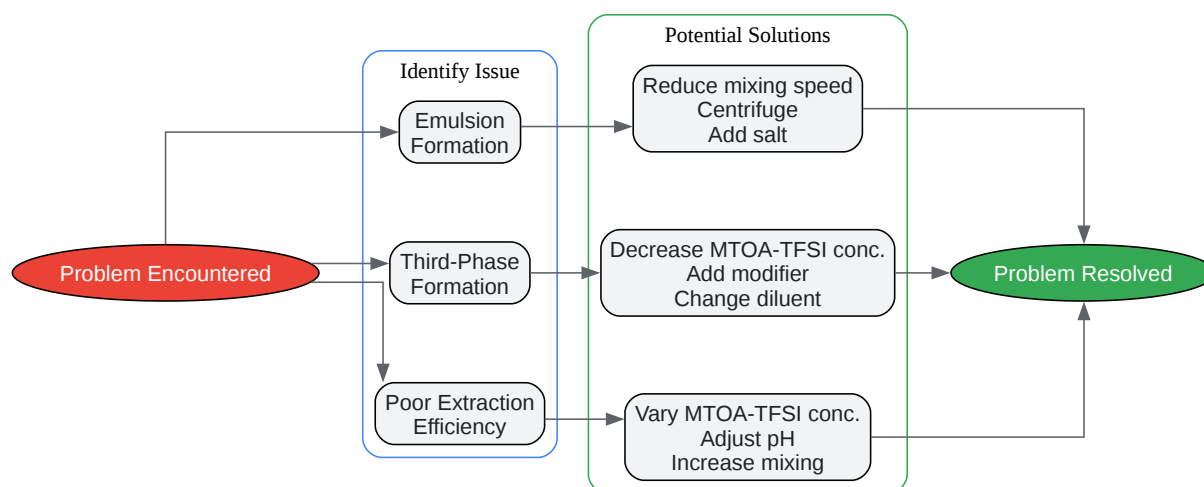 Potential Solutions
Identify Issue
Reduce mixing speed
Centrifuge
Add salt
Emulsion
Formation
Problem Encountered
Third-Phase
Formation
Decrease MTOA-TFSI conc.
Add modifier
Change diluent
Problem Resolved
Poor Extraction
Efficiency
Vary MTOA-TFSI conc.
Adjust pH
Increase mixing